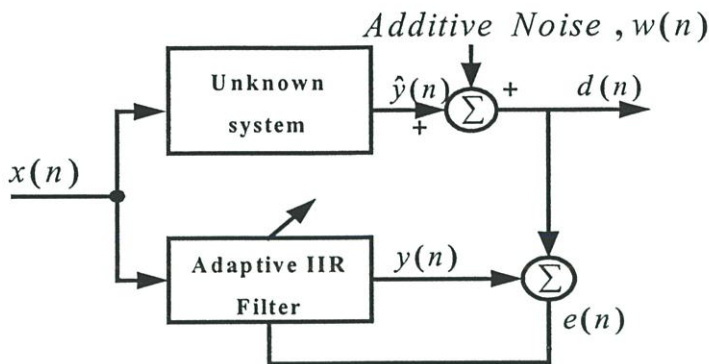 Additive Noise , w(n)
Unknown
system
ŷ(n)
+
+
Σ
d(n)
x(n)
Adaptive IIR
Filter
y(n)
Σ
e(n)